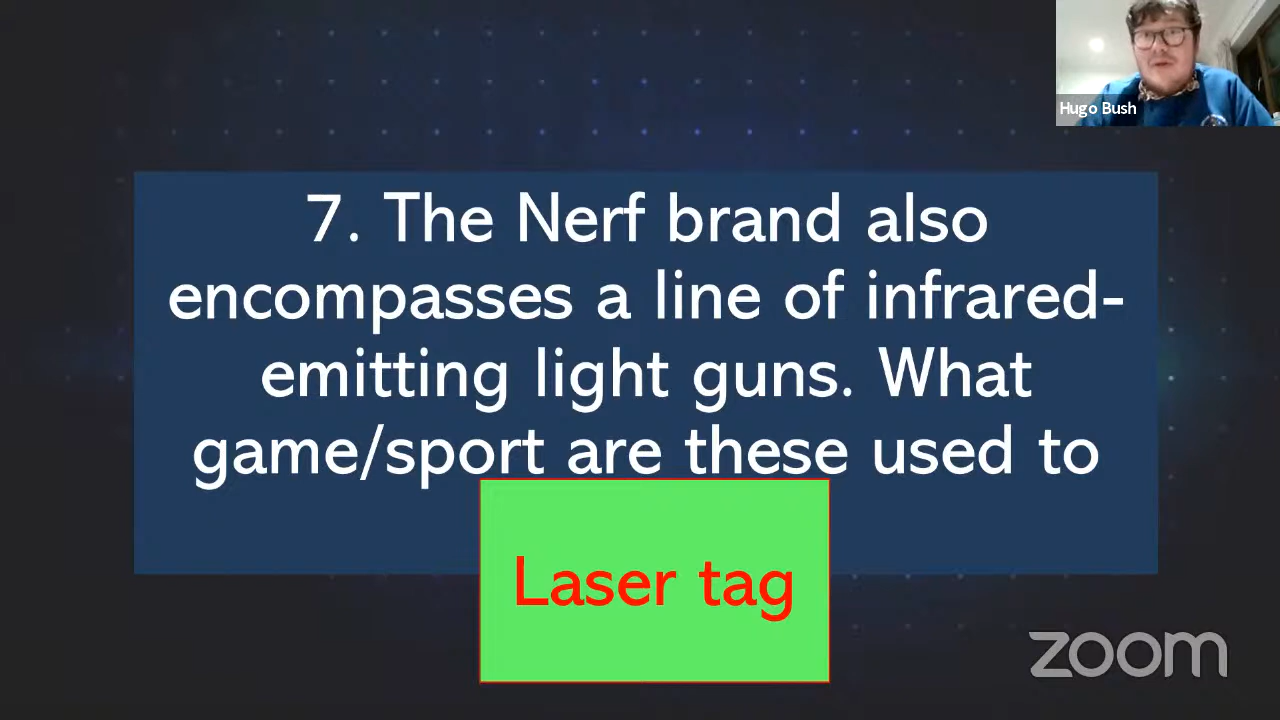 Hugo Bush
7. The Nerf brand also
encompasses a line of infrared-
emitting light guns. What
game/sport are these used to
Laser tag
zoom